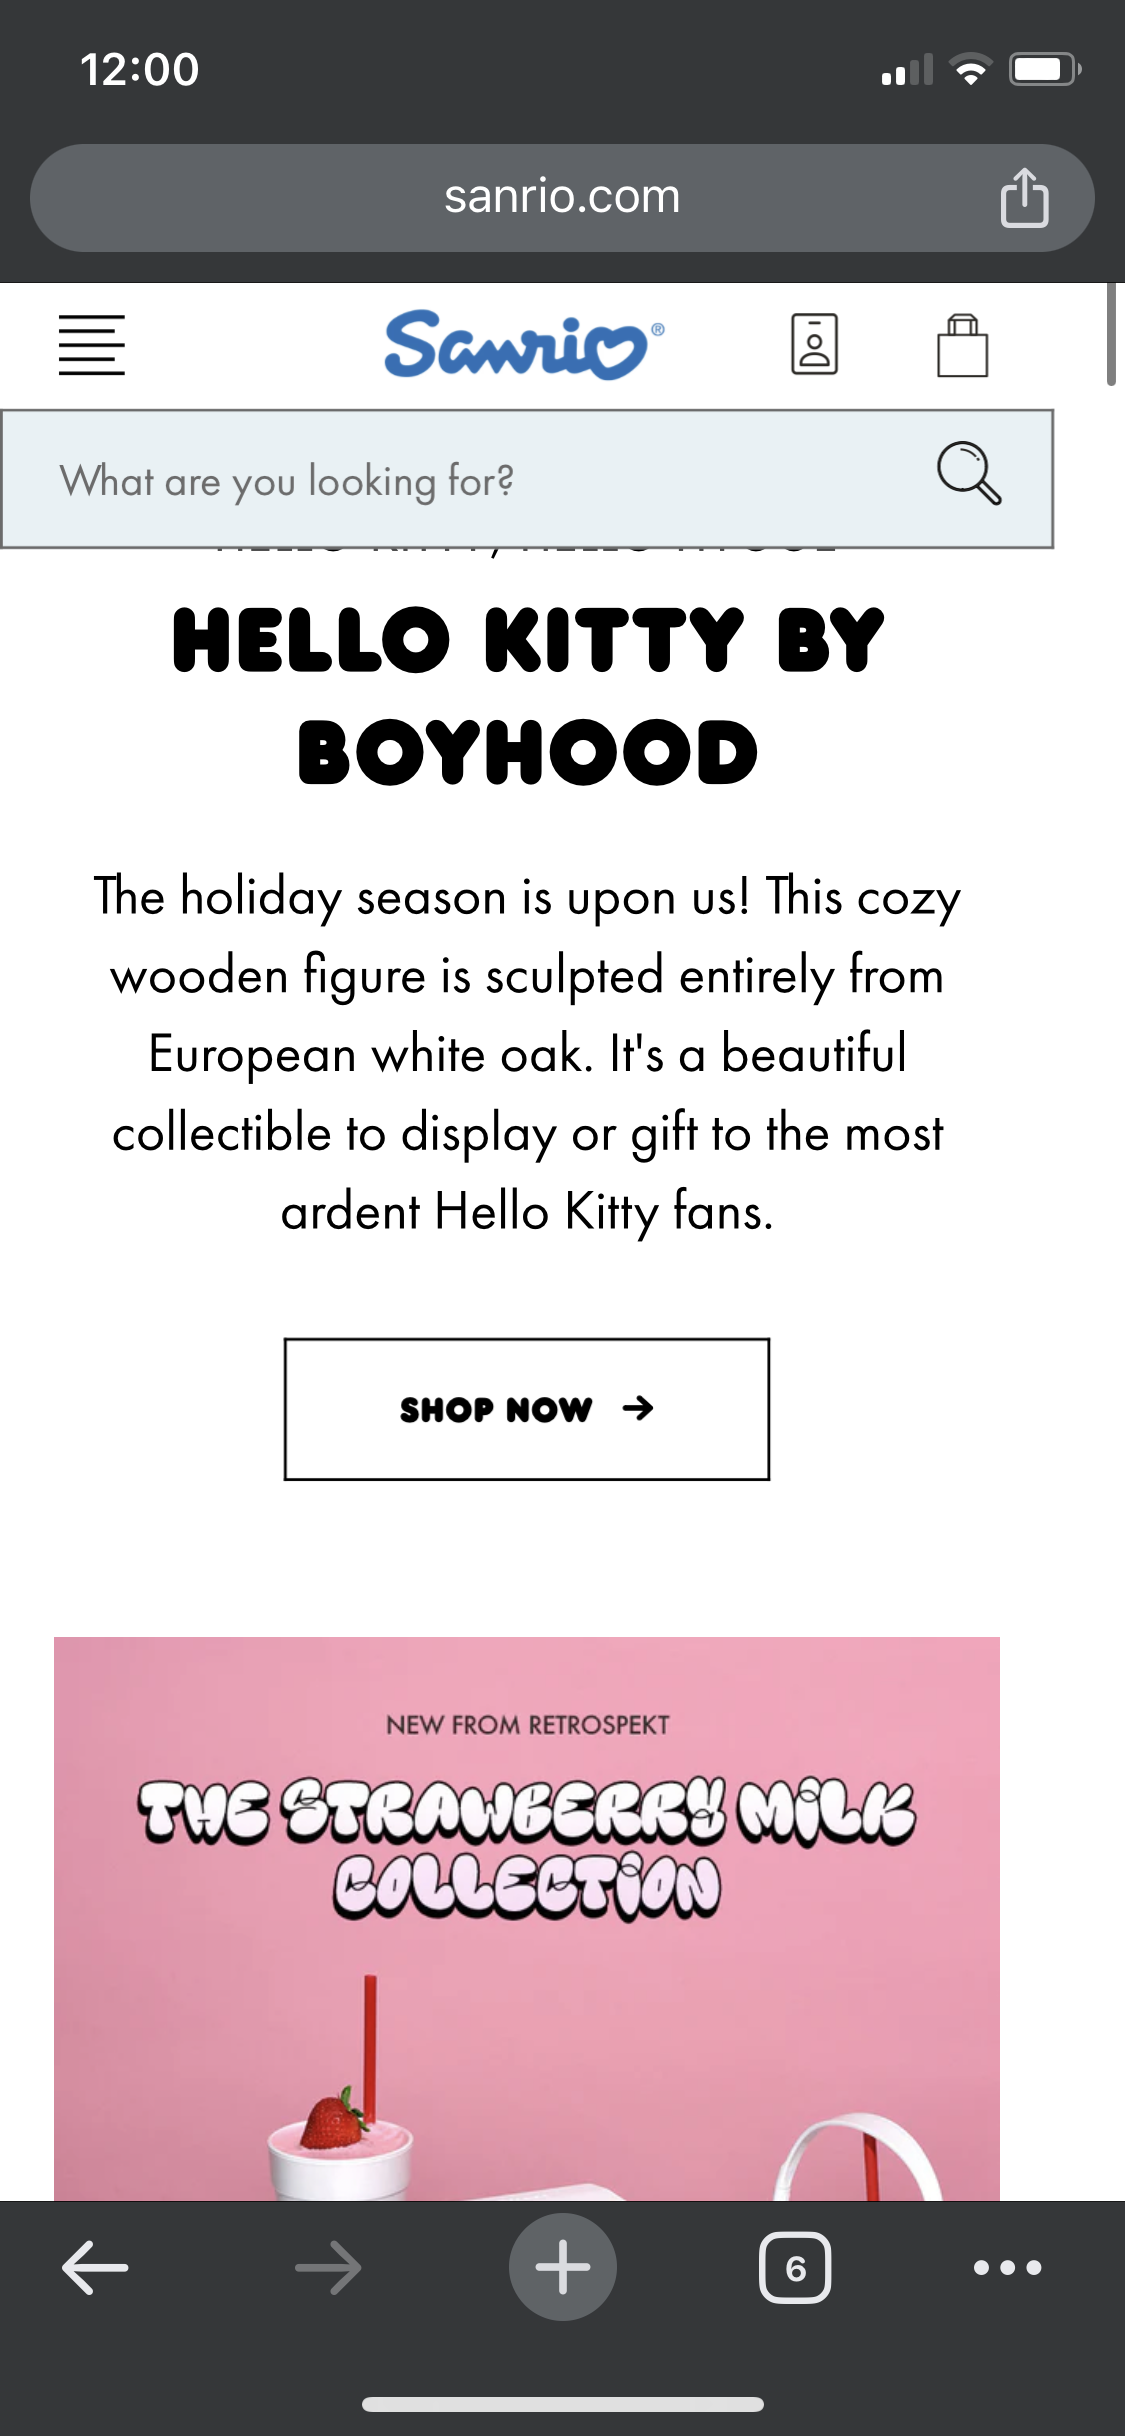 12:00
sanrio.com
Sanrio®
What are you looking for?
HELLO KITTY BY
BOYHOOD
The holiday season is upon us! This cozy
wooden figure is sculpted entirely from
European white oak. It's a beautiful
collectible to display or gift to the most
ardent Hello Kitty fans.
SHOP NOW →
NEW FROM RETROSPEKT
THE STRAWBERRY MILK
COLLECTION
6